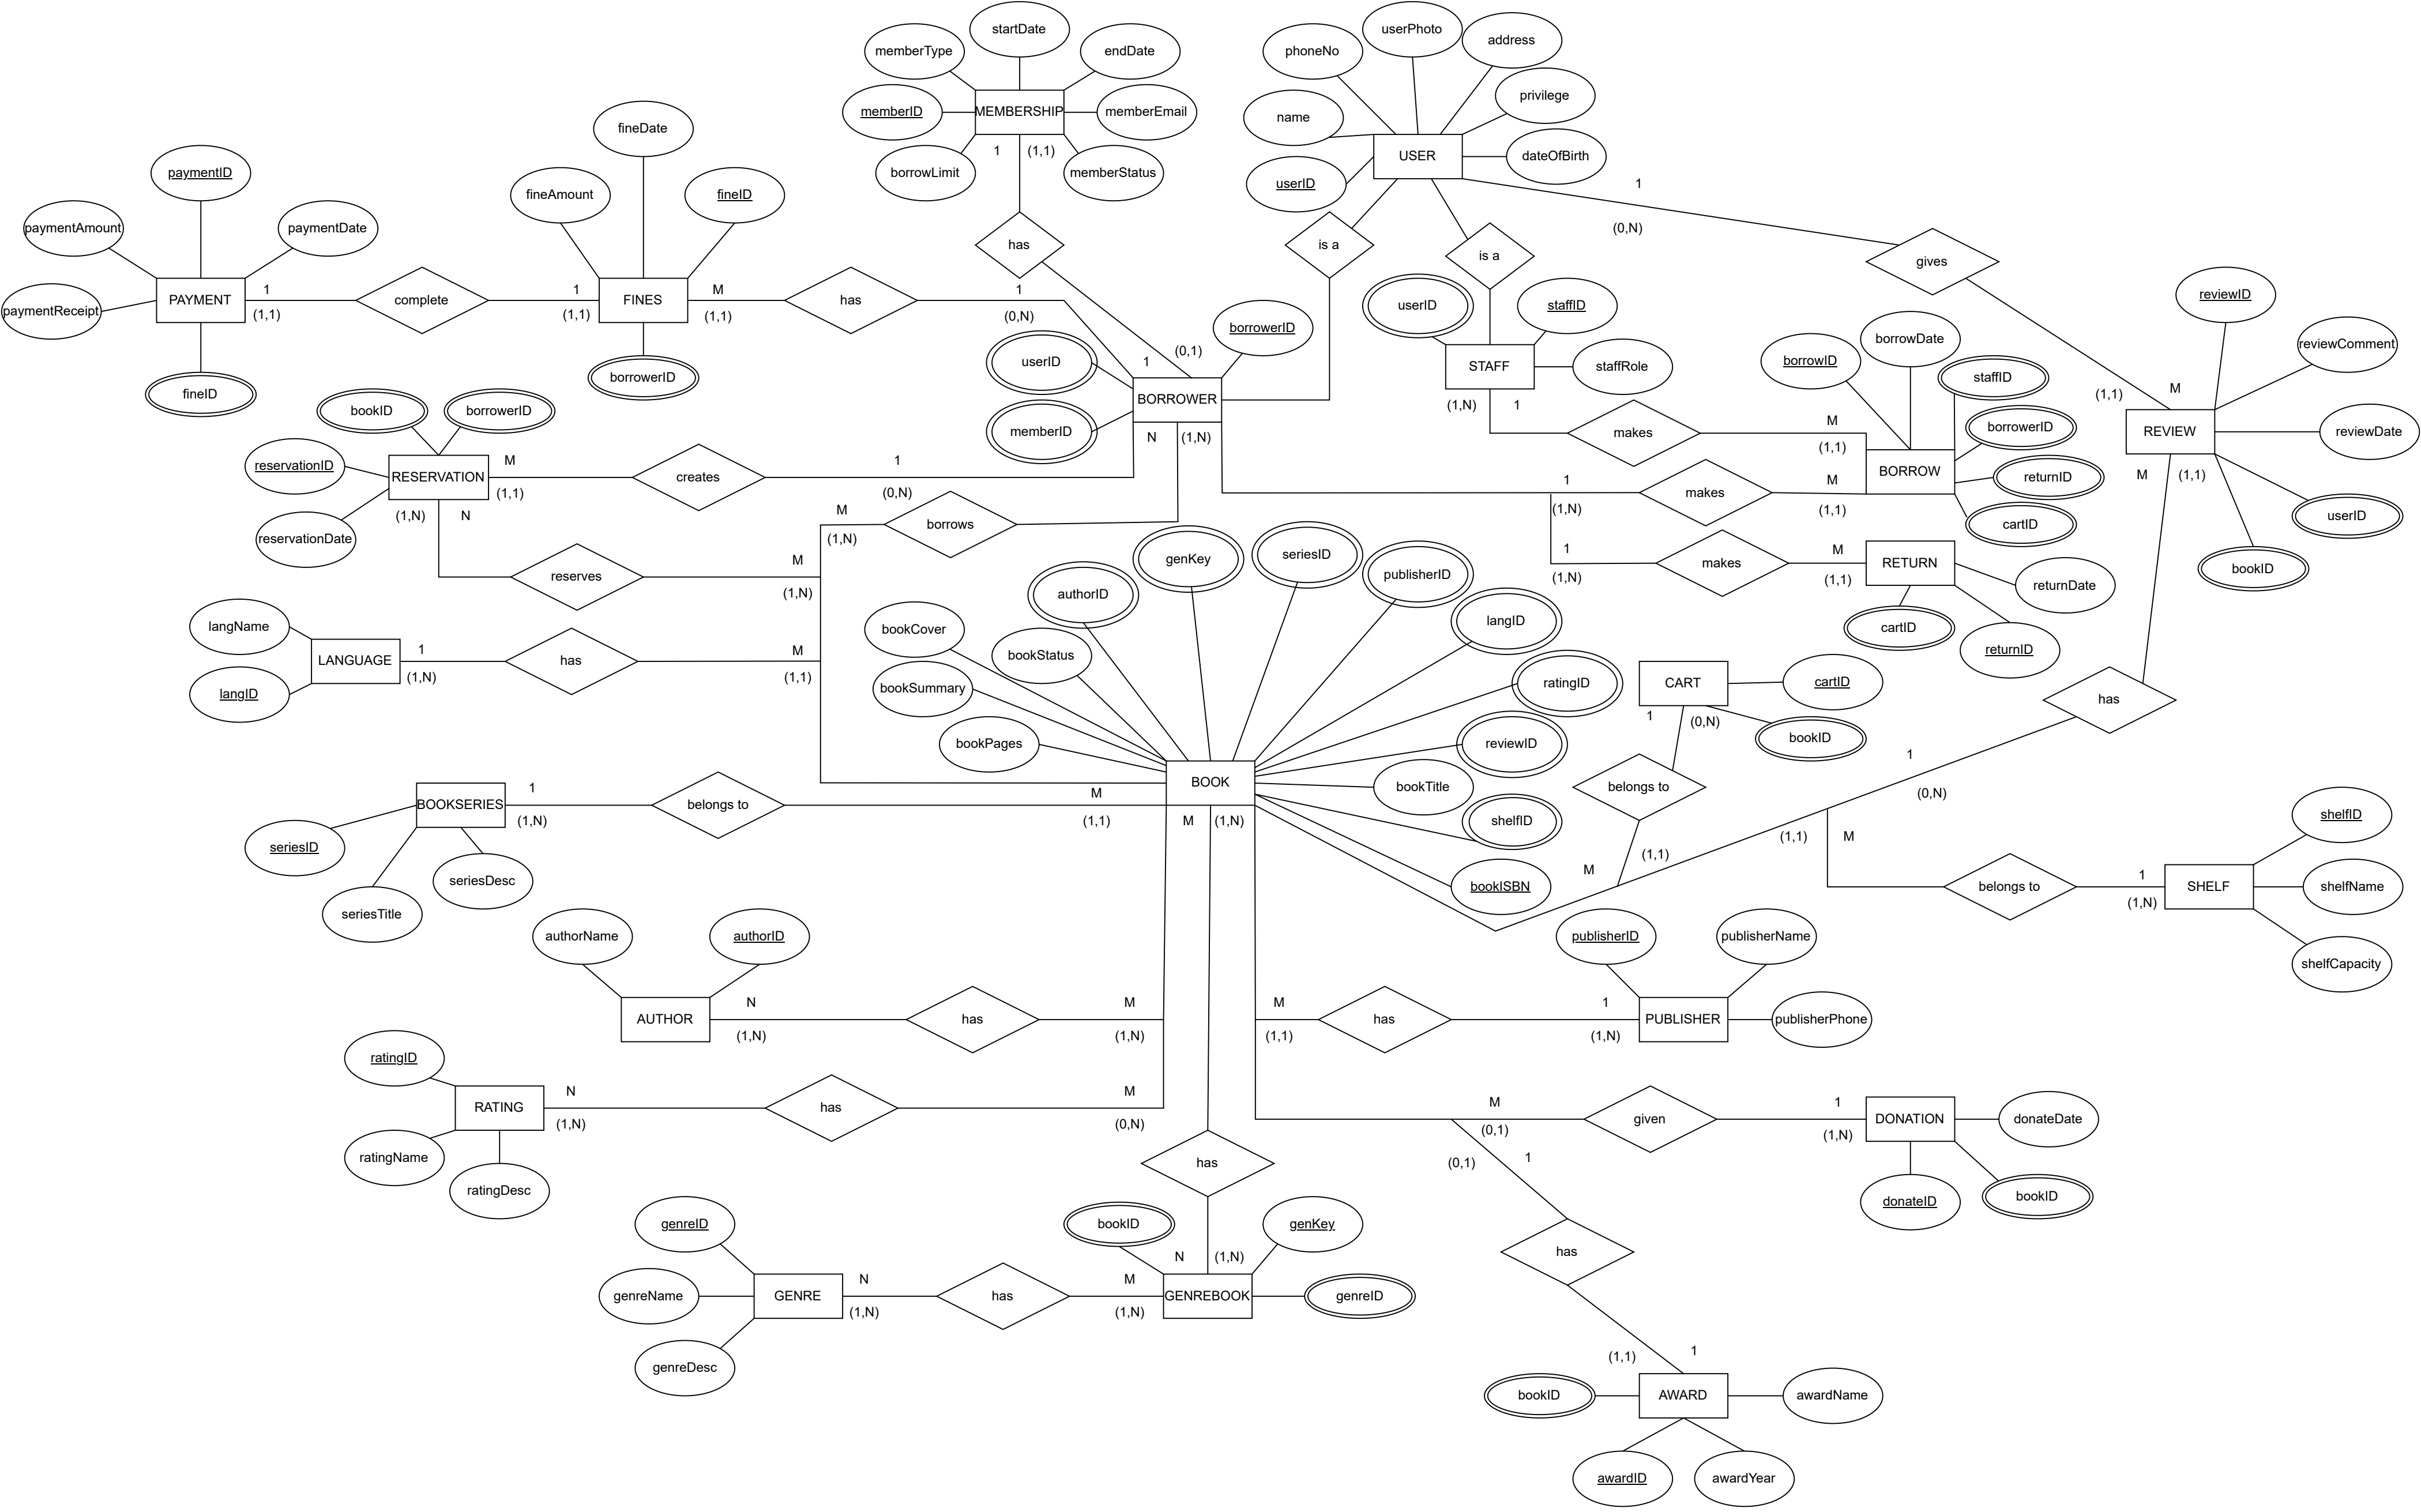 startDate
userPhoto
address
memberType
endDate
phoneNo
privilege
memberID
MEMBERSHIP
memberEmail
name
fineDate
1
(1,1)
USER
dateOfBirth
borrowLimit
memberStatus
paymentID
userID
1
fineAmount
fineID
(0,N)
paymentAmount
paymentDate
has
is a
is a
gives
PAYMENT
1
(1,1)
complete
1
(1,1)
FINES
M
(1,1)
has
1
(0,N)
paymentReceipt
userID
staffID
reviewID
borrowerID
borrowDate
reviewComment
userID
1
(0,1)
STAFF
staffRole
borrowID
staffID
fineID
borrowerID
BORROWER
(1,N)
1
M
(1,1)
bookID
borrowerID
memberID
N
(1,N)
makes
M
(1,1)
borrowerID
REVIEW
reviewDate
reservationID
RESERVATION
M
(1,1)
creates
1
(0,N)
BORROW
returnID
M
(1,1)
reservationDate
(1,N)
N
M
(1,N)
borrows
1
(1,N)
makes
M
(1,1)
cartID
userID
reserves
M
(1,N)
genKey
seriesID
publisherID
1
(1,N)
makes
M
(1,1)
RETURN
returnDate
bookID
authorID
langID
cartID
returnID
langName
bookCover
bookStatus
LANGUAGE
1
(1,N)
has
M
(1,1)
langID
bookSummary
ratingID
CART
cartID
has
1
(0,N)
bookID
bookPages
reviewID
1
(0,N)
BOOK
bookTitle
belongs to
BOOKSERIES
1
(1,N)
belongs to
M
(1,1)
M
(1,N)
shelfID
shelfID
seriesID
seriesDesc
seriesTitle
bookISBN
M
(1,1)
(1,1)
M
belongs to
1
(1,N)
SHELF
shelfName
shelfCapacity
authorName
authorID
publisherID
publisherName
AUTHOR
N
(1,N)
has
M
(1,N)
M
(1,1)
has
1
(1,N)
PUBLISHER
publisherPhone
ratingID
RATING
N
(1,N)
has
M
(0,N)
ratingName
ratingDesc
M
(0,1)
given
1
(1,N)
DONATION
donateDate
donateID
bookID
has
(0,1)
1
genreID
bookID
N
(1,N)
genKey
has
genreName
GENRE
N
(1,N)
has
M
(1,N)
GENREBOOK
genreID
genreDesc
(1,1)
1
bookID
AWARD
awardName
awardID
awardYear